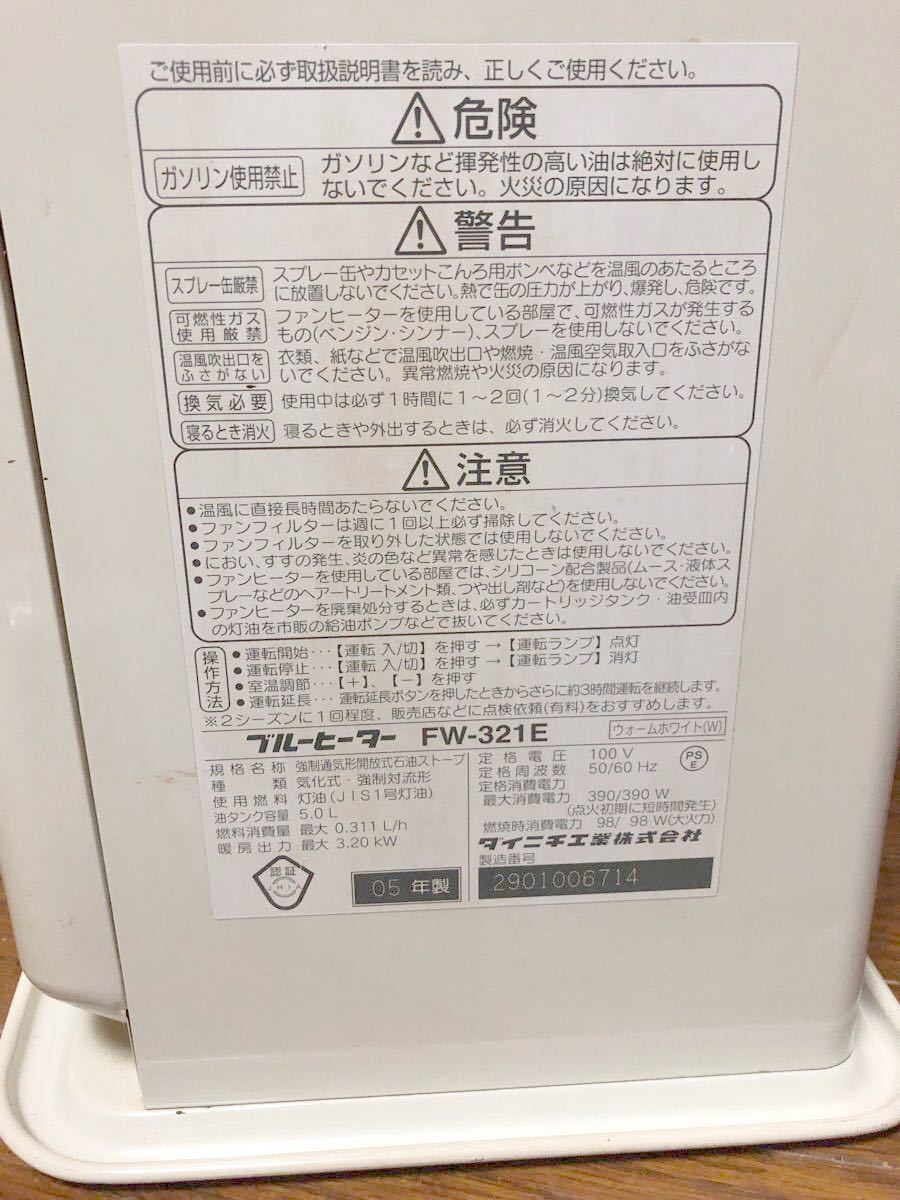 ご使用前に必ず取扱説明書を読み、正しくご使用ください。
危険
ガソリン使用禁止
ガソリンなど揮発性の高い油は絶対に使用し
ないでください。火災の原因になります。
警告
スプレー缶厳禁
スプレー缶やカセットこんろ用ボンベなどを温風のあたるところ
に放置しないでください。熱で缶の圧力が上がり、爆発し、危険です。
可燃性ガス
使用厳禁
ファンヒーターを使用している部屋で、可燃性ガスが発生する
もの(ベンジン・シンナー)、スプレーを使用しないでください。
温風吹出口を
ふさがない
衣類、紙などで温風吹出口や燃焼・温風空気取入口をふさがな
いでください。異常燃焼や火災の原因になります。
換気必要
使用中は必ず1時間に1〜2回(1〜2分)換気してください。
寝るとき消火
寝るときや外出するときは、必ず消火してください。
注意
●温風に直接長時間あたらないでください。
●ファンフィルターは週に1回以上必ず掃除してください。
●ファンフィルターを取り外した状態では使用しないでください。
●におい、すすの発生、炎の色など異常を感じたときは使用しないでください。
●ファンヒーターを使用している部屋では、シリコーン配合製品(ムース・液体ス
プレーなどのヘアートリートメント類、つや出し剤など)を使用しないでください。
●ファンヒーターを廃棄処分するときは、必ずカートリッジタンク・油受皿内
の灯油を市販の給油ポンプなどで抜いてください。
操作方法
●運転開始…【運転 入/切】を押す→【運転ランプ】点灯
●運転停止…【運転 入/切】を押す→【運転ランプ】消灯
●室温調節…【+】、【−】を押す
●運転延長…運転延長ボタンを押したときからさらに約3時間運転を継続します。
※2シーズンに1回程度、販売店などに点検依頼(有料)をおすすめします。
ブルーヒーター FW-321E
ウォームホワイト(W)
規格名称 強制通気形開放式石油ストーブ
種類 気化式・強制対流形
使用燃料 灯油(JIS1号灯油)
油タンク容量 5.0L
燃料消費量 最大 0.311 L/h
暖房出力 最大 3.20 kW
認証
JHIA
05 年製
定格電圧 100 V
定格周波数 50/60 Hz
定格消費電力
最大消費電力 390/390 W
(点火初期に短時間発生)
燃焼時消費電力 98/ 98 W(大火力)
PS
E
ダイニチ工業株式会社
製造番号
2901006714